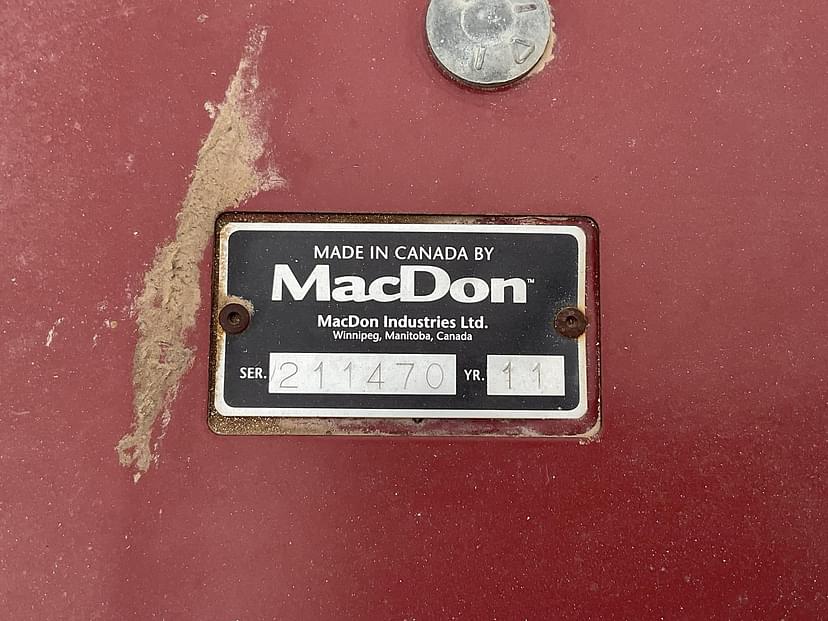 MADE IN CANADA BY
MacDon™
MacDon Industries Ltd.
Winnipeg, Manitoba, Canada
SER. 211470 YR. 11